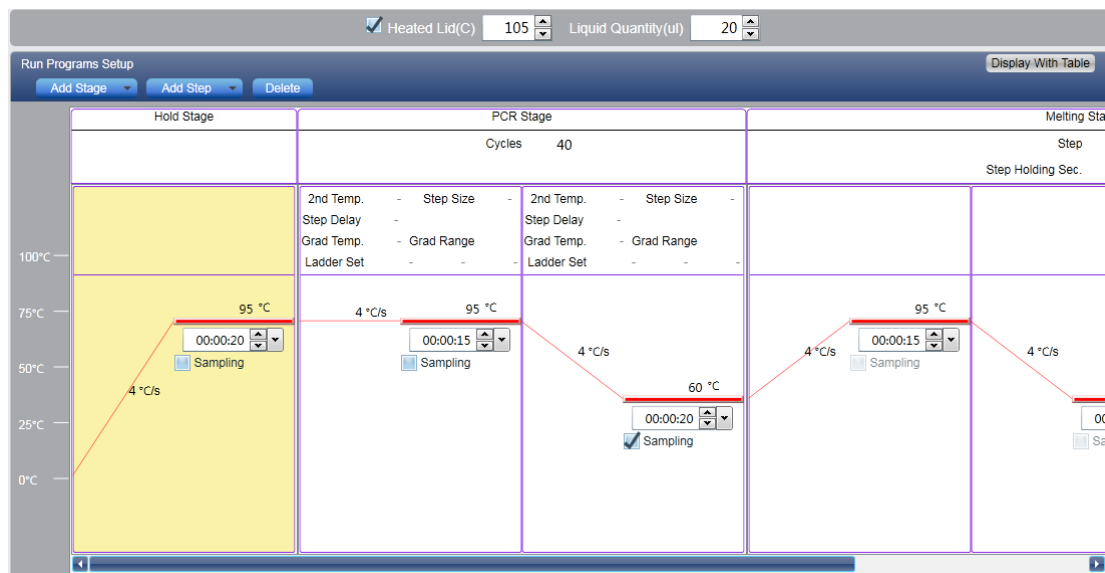 Heated Lid(C) 105 Liquid Quantity(ul) 20
Run Programs Setup Display With Table
Add Stage Add Step Delete
Hold Stage PCR Stage Melting Sta
Cycles 40 Step
Step Holding Sec.
2nd Temp. - Step Size - 2nd Temp. - Step Size -
Step Delay - Step Delay -
Grad Temp. - Grad Range Grad Temp. - Grad Range
Ladder Set - - - Ladder Set - - -
100°C
75°C
50°C
25°C
0°C
95 °C 4 °C/s 95 °C 95 °C
00:00:20 00:00:15 00:00:15
Sampling Sampling Sampling
4 °C/s 4 °C/s 4 °C/s 4 °C/s
60 °C
00:00:20 00
Sampling Sa